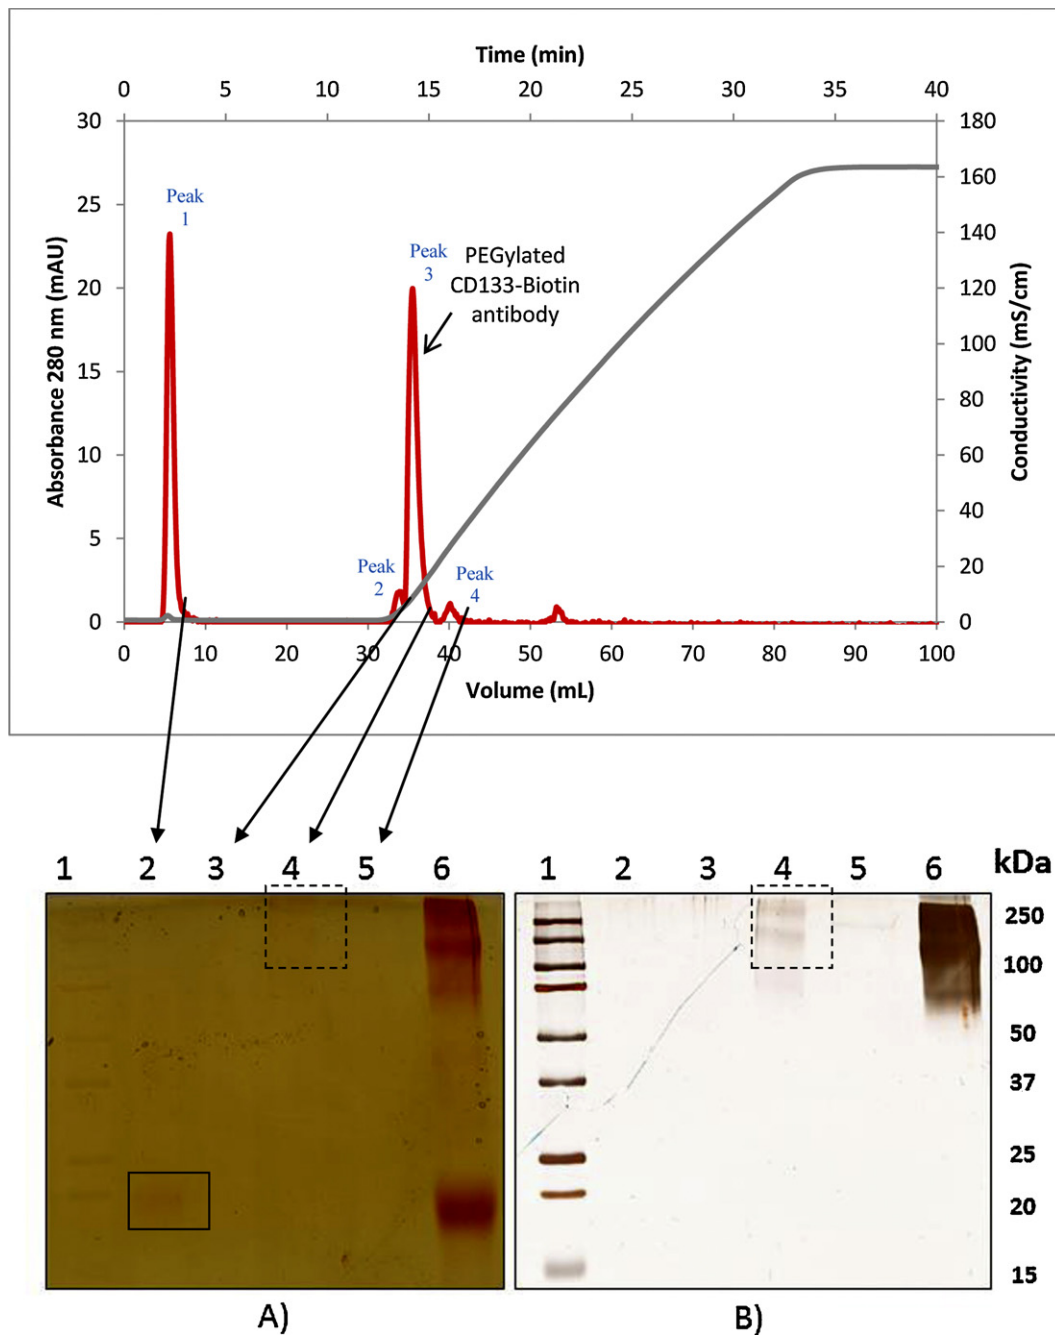 Time (min)
0 5 10 15 20 25 30 35 40
30 180
25 160
20 140
15 120
10 100
5 80
0 60
40
20
0
Absorbance 280 nm (mAU)
Conductivity (mS/cm)
Peak
1
Peak
3
PEGylated
CD133-Biotin
antibody
Peak
2
Peak
4
0 10 20 30 40 50 60 70 80 90 100
Volume (mL)
1 2 3 4 5 6
1 2 3 4 5 6 kDa
250
100
50
37
25
20
15
A) B)